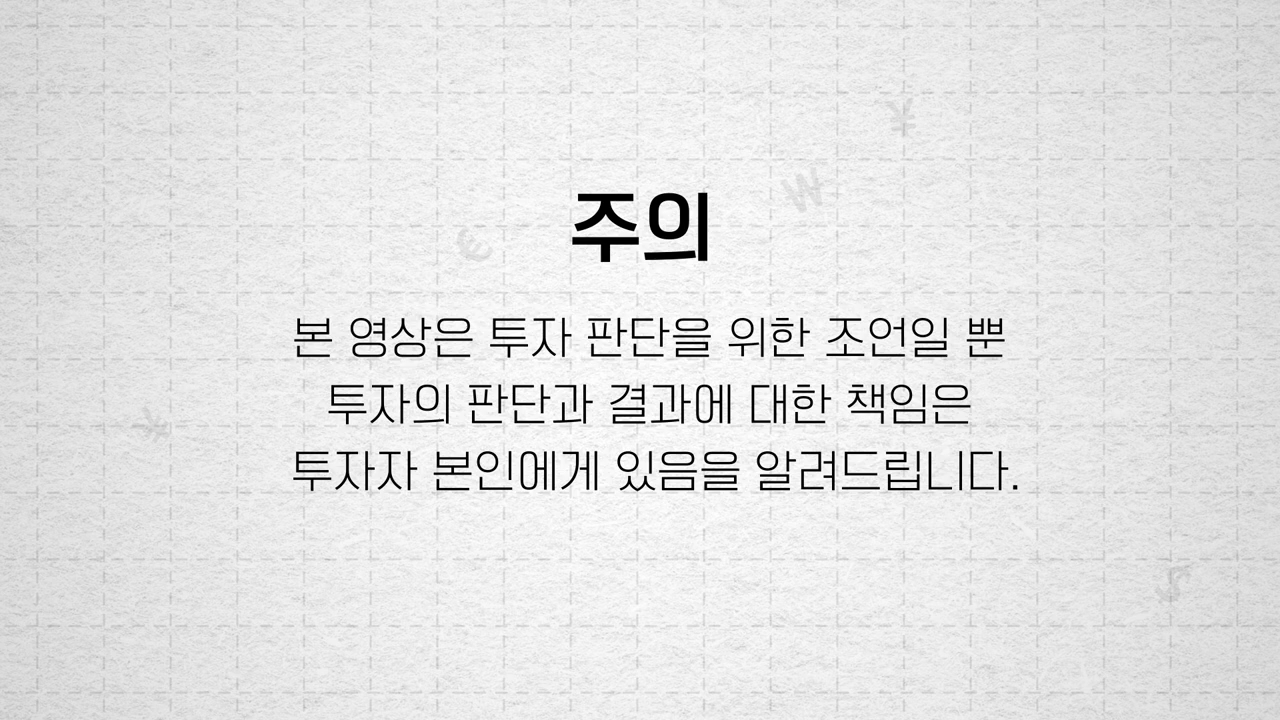 주의
본 영상은 투자 판단을 위한 조언일 뿐
투자의 판단과 결과에 대한 책임은
투자자 본인에게 있음을 알려드립니다.